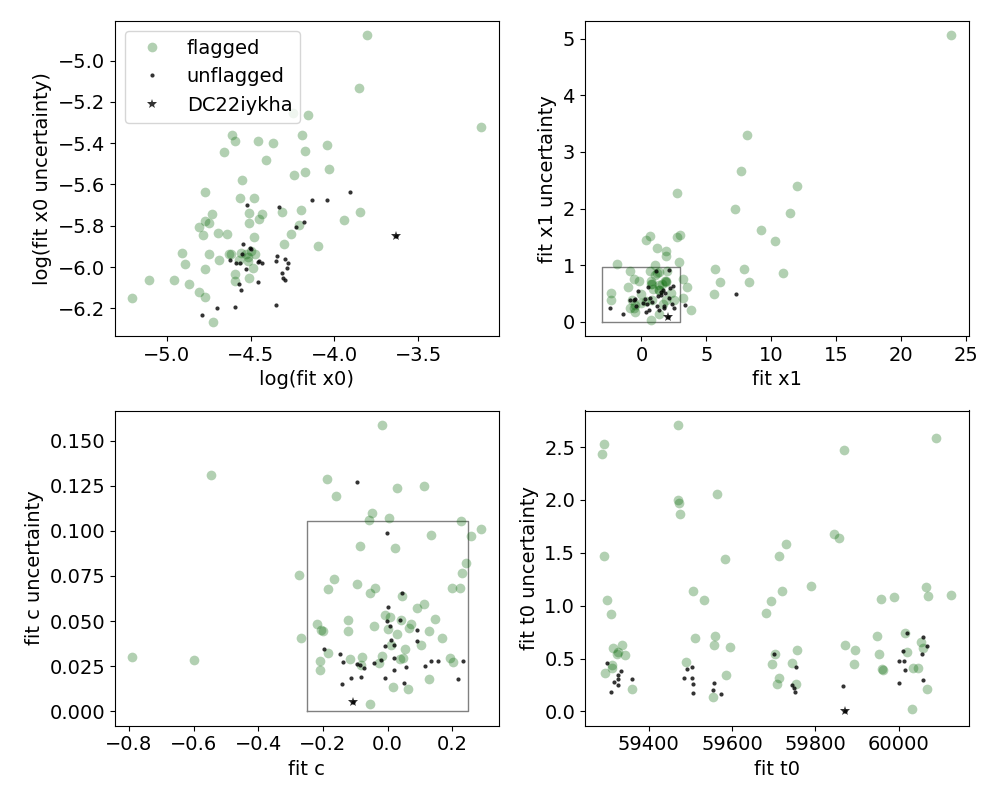 flagged
unflagged
DC22iykha
log(fit x0 uncertainty)
−5.0
−5.2
−5.4
−5.6
−5.8
−6.0
−6.2
−5.0 −4.5 −4.0 −3.5
log(fit x0)
fit x1 uncertainty
5
4
3
2
1
0
0 5 10 15 20 25
fit x1
fit c uncertainty
0.150
0.125
0.100
0.075
0.050
0.025
0.000
−0.8 −0.6 −0.4 −0.2 0.0 0.2
fit c
fit t0 uncertainty
2.5
2.0
1.5
1.0
0.5
0.0
59400 59600 59800 60000
fit t0